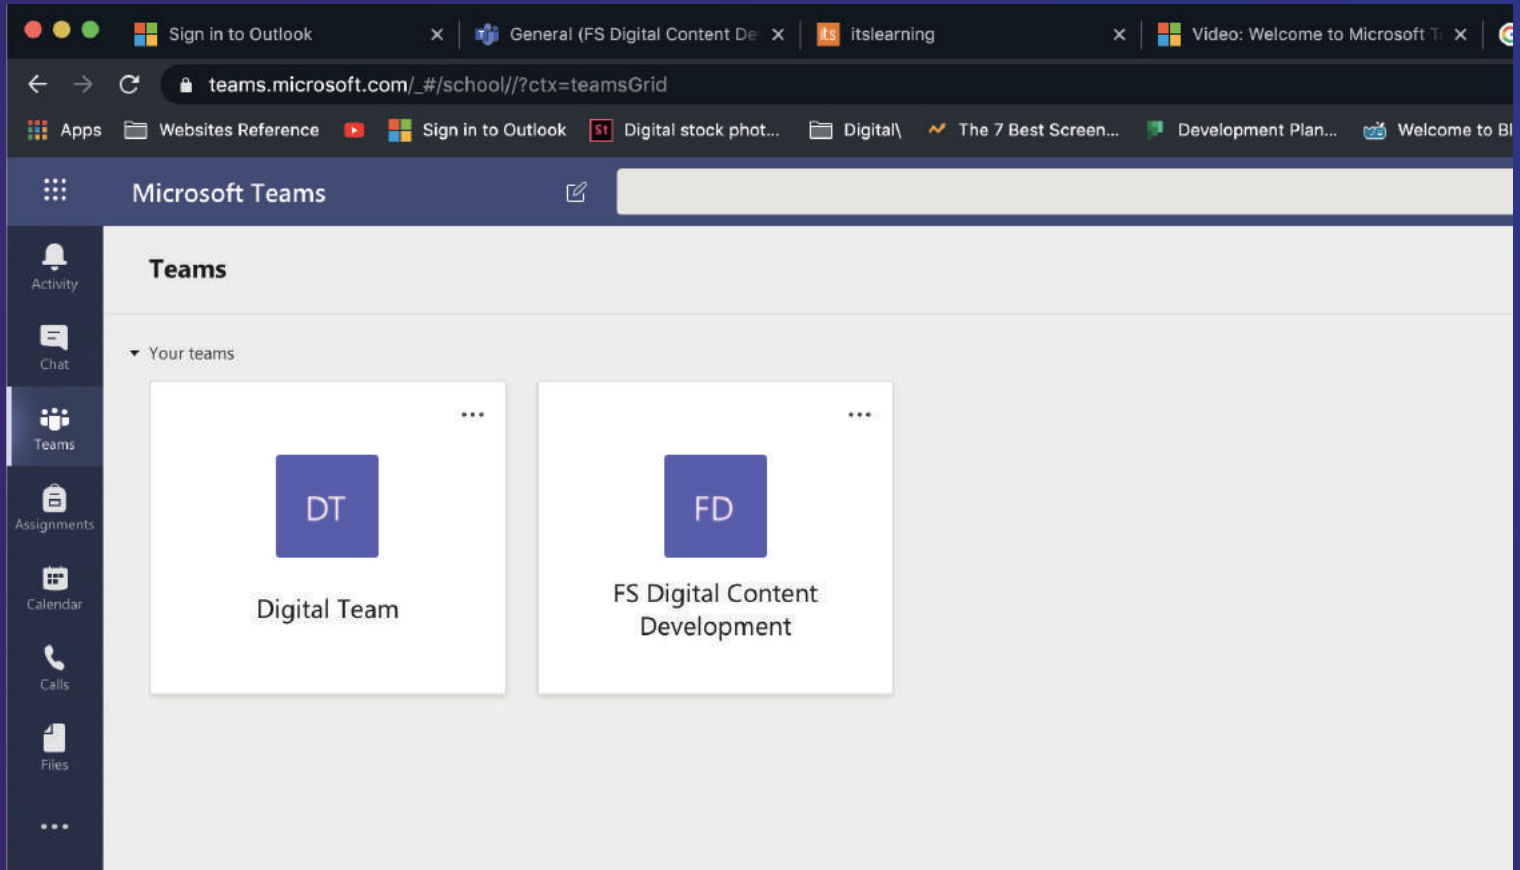 Sign in to Outlook
General (FS Digital Content De
its itslearning
Video: Welcome to Microsoft T
teams.microsoft.com/_#/school//?ctx=teamsGrid
Apps
Websites Reference
Sign in to Outlook
St Digital stock phot...
Digital\
The 7 Best Screen...
Development Plan...
Welcome to Bl
Microsoft Teams
Activity
Chat
Teams
Assignments
Calendar
Calls
Files
Teams
Your teams
DT
Digital Team
FD
FS Digital Content
Development